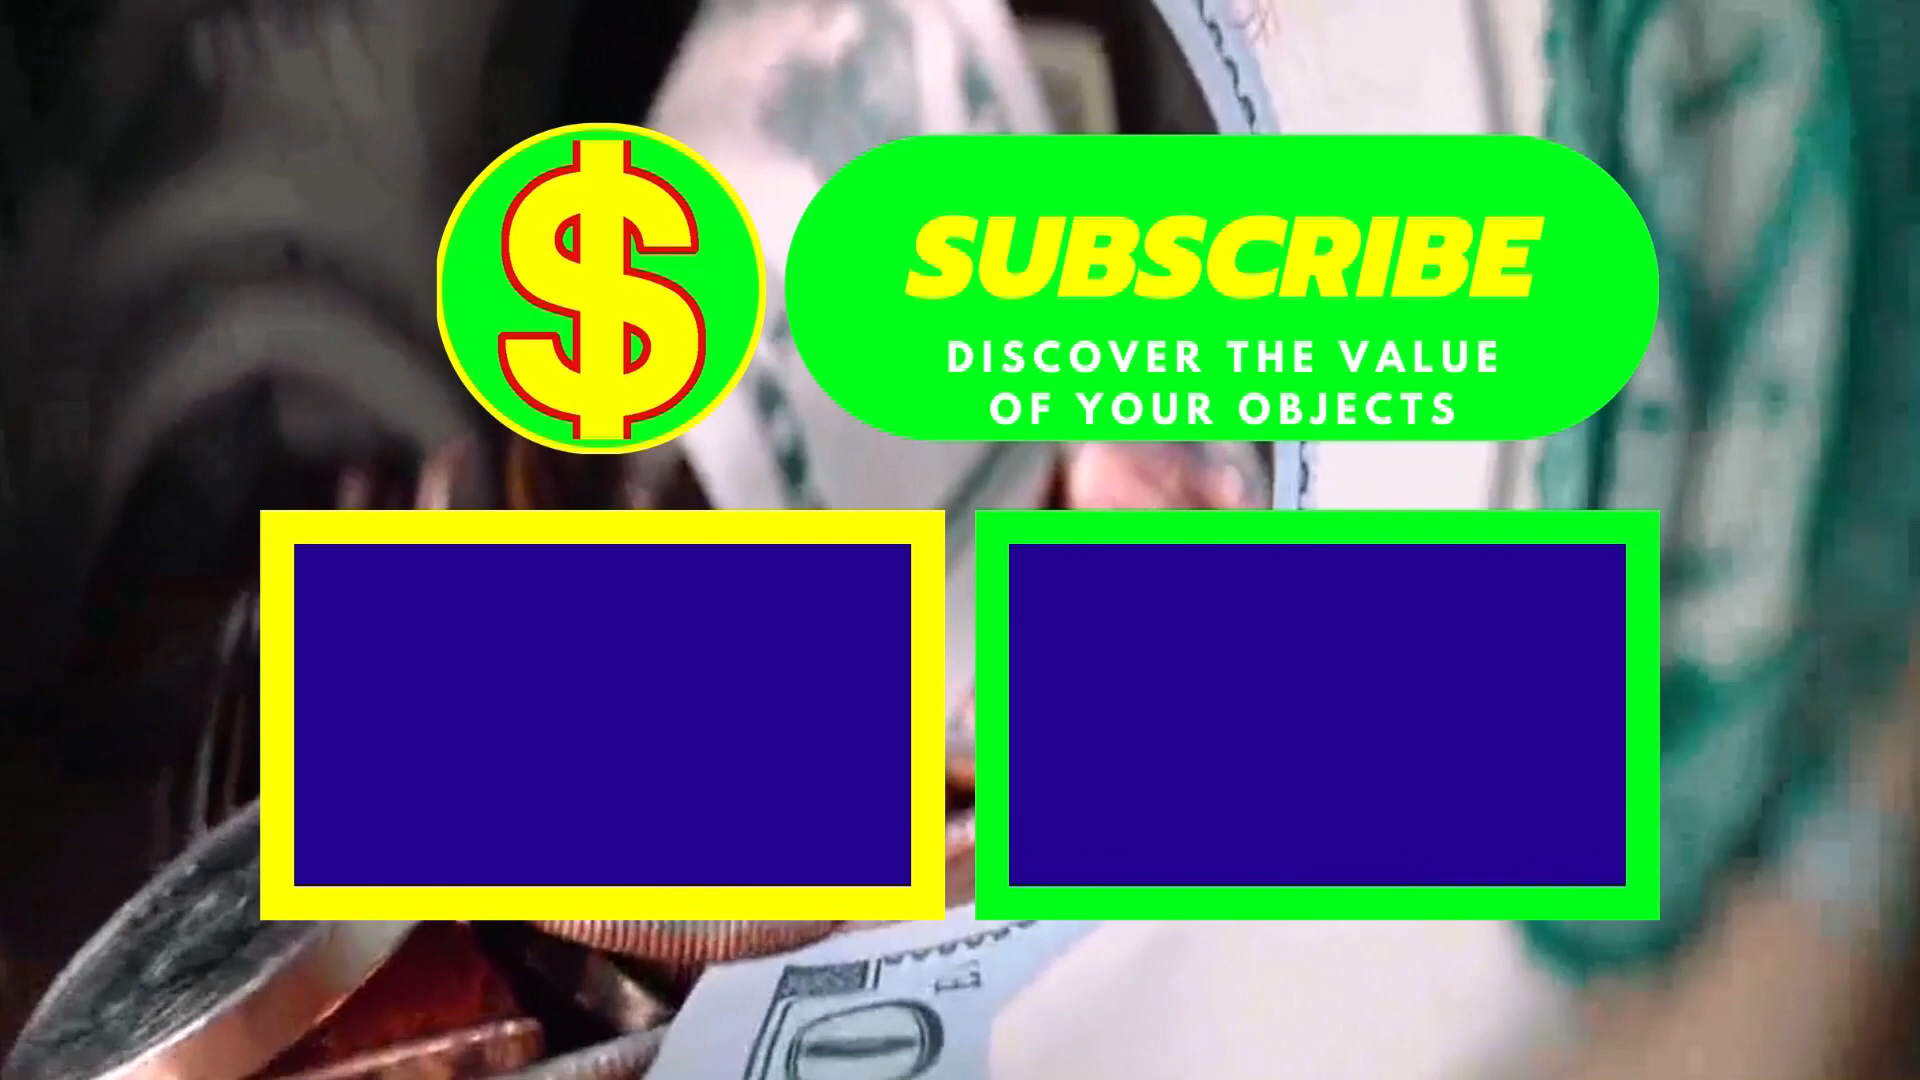 $
SUBSCRIBE
DISCOVER THE VALUE
OF YOUR OBJECTS